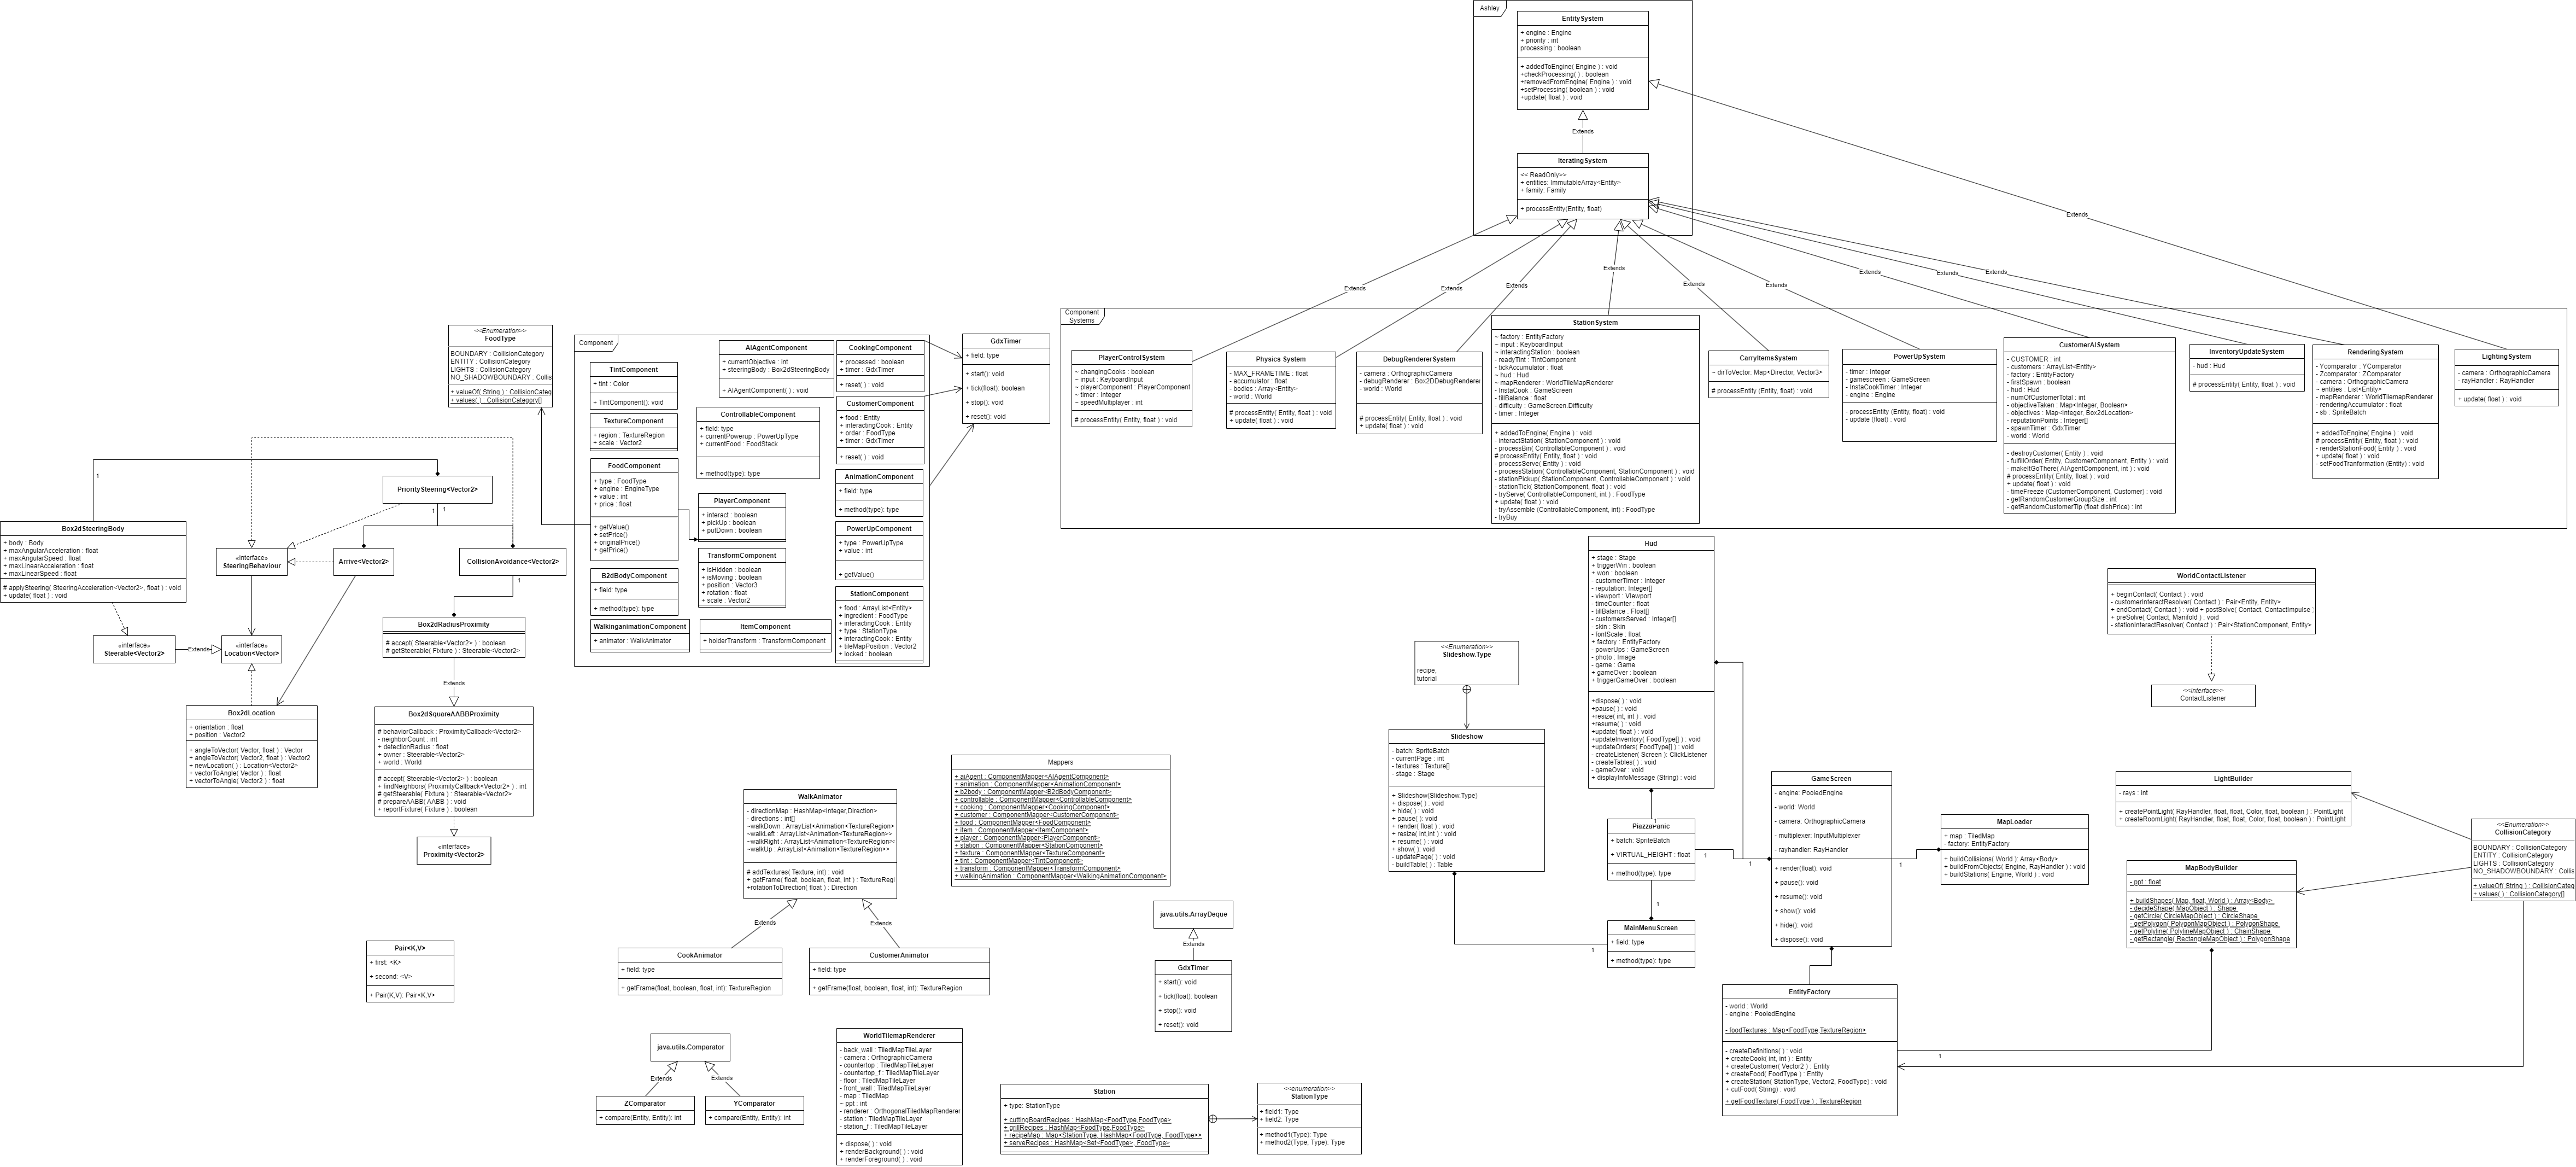 Ashley
EntitySystem
+ engine : Engine
+ priority : int
processing : boolean
+ addedToEngine( Engine ) : void
+checkProcessing( ) : boolean
+removedFromEngine( Engine ) : void
+setProcessing( boolean ) : void
+update( float ) : void
Extends
IteratingSystem
<< ReadOnly>>
+ entities: ImmutableArray<Entity>
+ family: Family
+ processEntity(Entity, float)
Extends
Extends
Extends
Extends
Extends
Extends
Extends
Extends
Extends
Extends
Component
Systems
PlayerControlSystem
~ changingCooks : boolean
~ input : KeyboardInput
~ playerComponent : PlayerComponent
~ timer : Integer
~ speedMultiplayer : int
# processEntity( Entity, float ) : void
Physics System
- MAX_FRAMETIME : float
- accumulator : float
- bodies : Array<Entity>
- world : World
# processEntity( Entity, float ) : void
+ update( float ) : void
DebugRendererSystem
- camera : OrthographicCamera
- debugRenderer : Box2DDebugRenderer
- world : World
# processEntity( Entity, float ) : void
+ update( float ) : void
StationSystem
~ factory : EntityFactory
~ input : KeyboardInput
~ interactingStation : boolean
- readyTint : TintComponent
- tickAccumulator : float
~ hud : Hud
~ mapRenderer : WorldTileMapRenderer
- InstaCook : GameScreen
- tillBalance : float
- difficulty : GameScreen.Difficulty
- timer : Integer
+ addedToEngine( Engine ) : void
- interactStation( StationComponent ) : void
- processBin( ControllableComponent ) : void
# processEntity( Entity, float ) : void
- processServe( Entity ) : void
- processStation( ControllableComponent, StationComponent ) : void
- stationPickup( StationComponent, ControllableComponent ) : void
- stationTick( StationComponent, float ) : void
- tryServe( ControllableComponent, int ) : FoodType
+ update( float ) : void
- tryAssemble (ControllableComponent, int) : FoodType
- tryBuy
CarryItemsSystem
~ dirToVector: Map<Director, Vector3>
# processEntity (Entity, float) : void
PowerUpSystem
- timer : Integer
- gamescreen : GameScreen
- InstaCookTimer : Integer
- engine : Engine
- processEntity (Entity, float) : void
- update (float) : void
CustomerAISystem
- CUSTOMER : int
- customers : ArrayList<Entity>
- factory : EntityFactory
- firstSpawn : boolean
- hud : Hud
- numOfCustomerTotal : int
- objectiveTaken : Map<Integer, Boolean>
- objectives : Map<Integer, Box2dLocation>
- reputationPoints : Integer[]
- spawnTimer : GdxTimer
- world : World
- destroyCustomer( Entity ) : void
- fulfillOrder( Entity, CustomerComponent, Entity ) : void
- makeItGoThere( AIAgentComponent, int ) : void
# processEntity( Entity, float ) : void
+ update( float ) : void
- timeFreeze (CustomerComponent, Customer) : void
- getRandomCustomerGroupSize : int
- getRandomCustomerTip (float dishPrice) : int
InventoryUpdateSystem
- hud : Hud
# processEntity( Entity, float ) : void
RenderingSystem
- Ycomparator : YComparator
- Zcomparator : ZComparator
- camera : OrthographicCamera
~ entities : List<Entity>
- mapRenderer : WorldTilemapRenderer
- renderingAccumulator : float
- sb : SpriteBatch
+ addedToEngine( Engine ) : void
# processEntity( Entity, float ) : void
- renderStationFood( Entity ) : void
+ update( float ) : void
- setFoodTranformation (Entity) : void
LightingSystem
- camera : OrthographicCamera
- rayHandler : RayHandler
+ update( float ) : void
<<Enumeration>>
FoodType
BOUNDARY : CollisionCategory
ENTITY : CollisionCategory
LIGHTS : CollisionCategory
NO_SHADOWBOUNDARY : Collis
+ valueOf( String ) : CollisionCateg
+ values( ) : CollisionCategory[]
Component
TintComponent
+ tint : Color
+ TintComponent(): void
TextureComponent
+ region : TextureRegion
+ scale : Vector2
FoodComponent
+ type : FoodType
+ engine : EngineType
+ value : int
+ price : float
+ getValue()
+ setPrice()
+ originalPrice()
+ getPrice()
B2dBodyComponent
+ field: type
+ method(type): type
WalkinganimationComponent
+ animator : WalkAnimator
AIAgentComponent
+ currentObjective : int
+ steeringBody : Box2dSteeringBody
+ AIAgentComponent( ) : void
ControllableComponent
+ field: type
+ currentPowerup : PowerUpType
+ currentFood : FoodStack
+ method(type): type
PlayerComponent
+ interact : boolean
+ pickUp : boolean
+ putDown : boolean
TransformComponent
+ isHidden : boolean
+ isMoving : boolean
+ position : Vector3
+ rotation : float
+ scale : Vector2
ItemComponent
+ holderTransform : TransformComponent
CookingComponent
+ processed : boolean
+ timer : GdxTimer
+ reset( ) : void
CustomerComponent
+ food : Entity
+ interactingCook : Entity
+ order : FoodType
+ timer : GdxTimer
+ reset( ) : void
AnimationComponent
+ field: type
+ method(type): type
PowerUpComponent
+ type : PowerUpType
+ value : int
+ getValue()
StationComponent
+ food : ArrayList<Entity>
+ ingredient : FoodType
+ interactingCook : Entity
+ type : StationType
+ interactingCook : Entity
+ tileMapPosition : Vector2
+ locked : boolean
GdxTimer
+ field: type
+ start(): void
+ tick(float): boolean
+ stop(): void
+ reset(): void
1
PrioritySteering<Vector2>
1
1
Box2dSteeringBody
+ body : Body
+ maxAngularAcceleration : float
+ maxAngularSpeed : float
+ maxLinearAcceleration : float
+ maxLinearSpeed : float
# applySteering( SteeringAcceleration<Vector2>, float ) : void
+ update( float ) : void
«interface»
SteeringBehaviour
Arrive<Vector2>
CollisionAvoidance<Vector2>
1
«interface»
Steerable<Vector2>
Extends
«interface»
Location<Vector>
Box2dRadiusProximity
# accept( Steerable<Vector2> ) : boolean
# getSteerable( Fixture ) : Steerable<Vector2>
Extends
Box2dLocation
+ orientation : float
+ position : Vector2
+ angleToVector( Vector, float ) : Vector
+ angleToVector( Vector2, float ) : Vector2
+ newLocation( ) : Location<Vector2>
+ vectorToAngle( Vector ) : float
+ vectorToAngle( Vector2 ) : float
Box2dSquareAABBProximity
# behaviorCallback : ProximityCallback<Vector2>
- neighborCount : int
+ detectionRadius : float
+ owner : Steerable<Vector2>
+ world : World
# accept( Steerable<Vector2> ) : boolean
+ findNeighbors( ProximityCallback<Vector2> ) : int
# getSteerable( Fixture ) : Steerable<Vector2>
# prepareAABB( AABB ) : void
+ reportFixture( Fixture ) : boolean
«interface»
Proximity<Vector2>
Pair<K,V>
+ first: <K>
+ second: <V>
+ Pair(K,V): Pair<K,V>
WalkAnimator
- directionMap : HashMap<Integer,Direction>
- directions : int[]
~walkDown : ArrayList<Animation<TextureRegion>
~walkLeft : ArrayList<Animation<TextureRegion>>
~walkRight : ArrayList<Animation<TextureRegion>>
~walkUp : ArrayList<Animation<TextureRegion>>
# addTextures( Texture, int) : void
+ getFrame( float, boolean, float, int ) : TextureRegi
+rotationToDirection( float ) : Direction
Extends
Extends
CookAnimator
+ field: type
+ getFrame(float, boolean, float, int): TextureRegion
CustomerAnimator
+ field: type
+ getFrame(float, boolean, float, int): TextureRegion
java.utils.Comparator
Extends
Extends
ZComparator
+ compare(Entity, Entity): int
YComparator
+ compare(Entity, Entity): int
WorldTilemapRenderer
- back_wall : TiledMapTileLayer
- camera : OrthographicCamera
- countertop : TiledMapTileLayer
- countertop_f : TiledMapTileLayer
- floor : TiledMapTileLayer
- front_wall : TiledMapTileLayer
- map : TiledMap
~ ppt : int
- renderer : OrthogonalTiledMapRenderer
- station : TiledMapTileLayer
- station_f : TiledMapTileLayer
+ dispose( ) : void
+ renderBackground( ) : void
+ renderForeground( ) : void
Mappers
+ aiAgent : ComponentMapper<AIAgentComponent>
+ animation : ComponentMapper<AnimationComponent>
+ b2body : ComponentMapper<B2dBodyComponent>
+ controllable : ComponentMapper<ControllableComponent>
+ cooking : ComponentMapper<CookingComponent>
+ customer : ComponentMapper<CustomerComponent>
+ food : ComponentMapper<FoodComponent>
+ item : ComponentMapper<ItemComponent>
+ player : ComponentMapper<PlayerComponent>
+ station : ComponentMapper<StationComponent>
+ texture : ComponentMapper<TextureComponent>
+ tint : ComponentMapper<TintComponent>
+ transform : ComponentMapper<TransformComponent>
+ walkingAnimation : ComponentMapper<WalkingAnimationComponent>
java.utils.ArrayDeque
Extends
GdxTimer
+ start(): void
+ tick(float): boolean
+ stop(): void
+ reset(): void
Station
+ type: StationType
+ cuttingBoardRecipes : HashMap<FoodType,FoodType>
+ grillRecipes : HashMap<FoodType,FoodType>
+ recipeMap : Map<StationType, HashMap<FoodType, FoodType>>
+ serveRecipes : HashMap<Set<FoodType>, FoodType>
<<enumeration>>
StationType
+ field1: Type
+ field2: Type
+ method1(Type): Type
+ method2(Type, Type): Type
<<Enumeration>>
Slideshow.Type
recipe,
tutorial
Slideshow
- batch: SpriteBatch
- currentPage : int
- textures : Texture[]
- stage : Stage
+ Slideshow(Slideshow.Type)
+ dispose( ) : void
+ hide( ) : void
+ pause( ) : void
+ render( float ) : void
+ resize( int,int ) : void
+ resume( ) : void
+ show( ) : void
- updatePage( ) : void
- buildTable( ) : Table
Hud
+ stage : Stage
+ triggerWin : boolean
+ won : boolean
- customerTimer : Integer
- reputation: Integer[]
- viewport : Viewport
- timeCounter : float
- tillBalance : Float[]
- customersServed : Integer[]
- skin : Skin
- fontScale : float
+ factory : EntityFactory
- powerUps : GameScreen
- photo : Image
- game : Game
+ gameOver : boolean
+ triggerGameOver : boolean
+dispose( ) : void
+pause( ) : void
+resize( int, int ) : void
+resume( ) : void
+update( float ) : void
+updateInventory( FoodType[] ) : void
+updateOrders( FoodType[] ) : void
- createListener( Screen ): ClickListener
- createTables( ) : void
- gameOver : void
+ displayInfoMessage (String) : void
1
PiazzaPanic
+ batch: SpriteBatch
+ VIRTUAL_HEIGHT : float
+ method(type): type
1
1
1
MainMenuScreen
+ field: type
+ method(type): type
1
GameScreen
- engine: PooledEngine
- world: World
- camera: OrthographicCamera
- multiplexer: InputMultiplexer
- rayhandler: RayHandler
+ render(float): void
+ pause(): void
+ resume(): void
+ show(): void
+ hide(): void
+ dispose(): void
1
MapLoader
+ map : TiledMap
- factory: EntityFactory
+ buildCollisions( World ): Array<Body>
+ buildFromObjects( Engine, RayHandler ) : void
+ buildStations( Engine, World ) : void
EntityFactory
- world : World
- engine : PooledEngine
- foodTextures : Map<FoodType,TextureRegion>
- createDefinitions( ) : void
+ createCook( int, int ) : Entity
+ createCustomer( Vector2 ) : Entity
+ createFood( FoodType ) : Entity
+ createStation( StationType, Vector2, FoodType) : void
+ cutFood( String) : void
+ getFoodTexture( FoodType ) : TextureRegion
1
WorldContactListener
+ beginContact( Contact ) : void
- customerInteractResolver( Contact ) : Pair<Entity, Entity>
+ endContact( Contact ) : void + postSolve( Contact, ContactImpulse
+ preSolve( Contact, Manifold ) : void
- stationInteractResolver( Contact ) : Pair<StationComponent, Entity>
<<Interface>>
ContactListener
LightBuilder
- rays : int
+ createPointLight( RayHandler, float, float, Color, float, boolean ) : PointLight
+ createRoomLight( RayHandler, float, float, Color, float, boolean ) : PointLight
MapBodyBuilder
- ppt : float
+ buildShapes( Map, float, World ) : Array<Body>
- decideShape( MapObject ) : Shape
- getCircle( CircleMapObject ) : CircleShape
- getPolygon( PolygonMapObject ) : PolygonShape
- getPolyline( PolylineMapObject ) : ChainShape
- getRectangle( RectangleMapObject ) : PolygonShape
<<Enumeration>>
CollisionCategory
BOUNDARY : CollisionCategory
ENTITY : CollisionCategory
LIGHTS : CollisionCategory
NO_SHADOWBOUNDARY : Collis
+ valueOf( String ) : CollisionCateg
+ values( ) : CollisionCategory[]